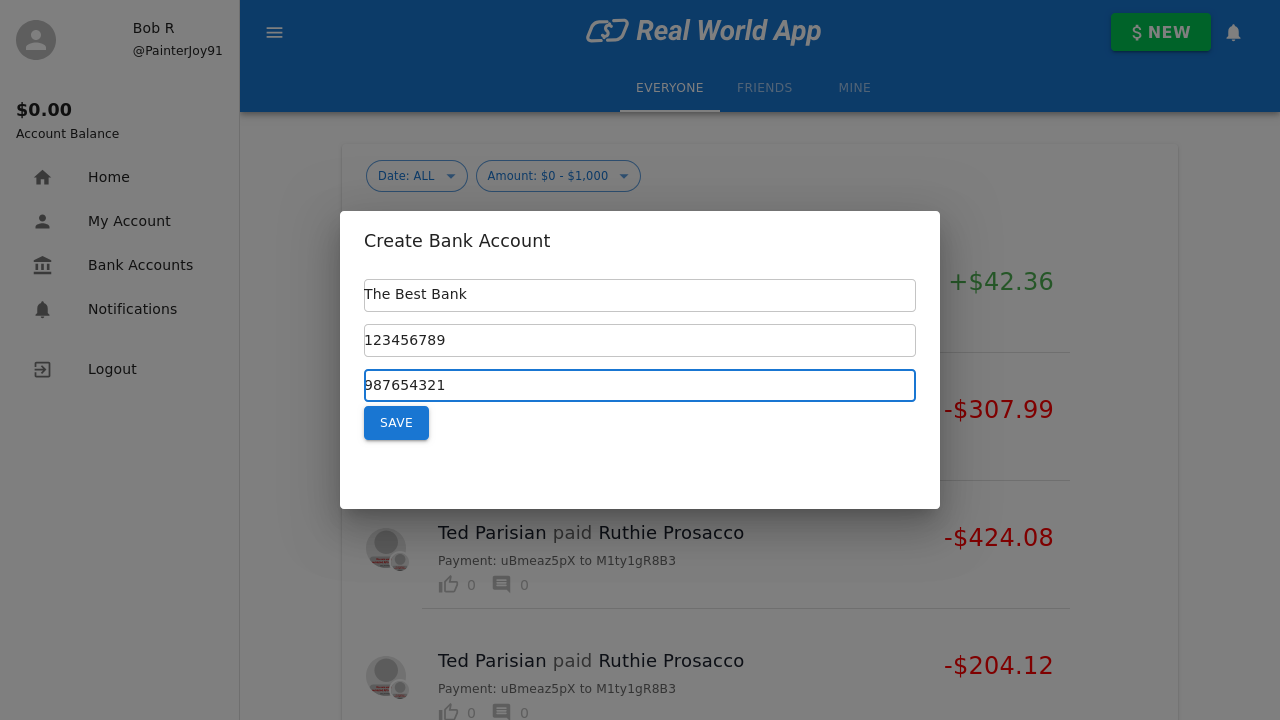 Bob R
@PainterJoy91
$0.00
Account Balance
Home
My Account
Bank Accounts
Notifications
Logout
Real World App
$ NEW
EVERYONE FRIENDS MINE
Date: ALL Amount: $0 - $1,000
Create Bank Account
The Best Bank
123456789
987654321
SAVE
+$42.36
-$307.99
Ted Parisian paid Ruthie Prosacco
-$424.08
Payment: uBmeaz5pX to M1ty1gR8B3
0 0
Ted Parisian paid Ruthie Prosacco
-$204.12
Payment: uBmeaz5pX to M1ty1gR8B3
0 0